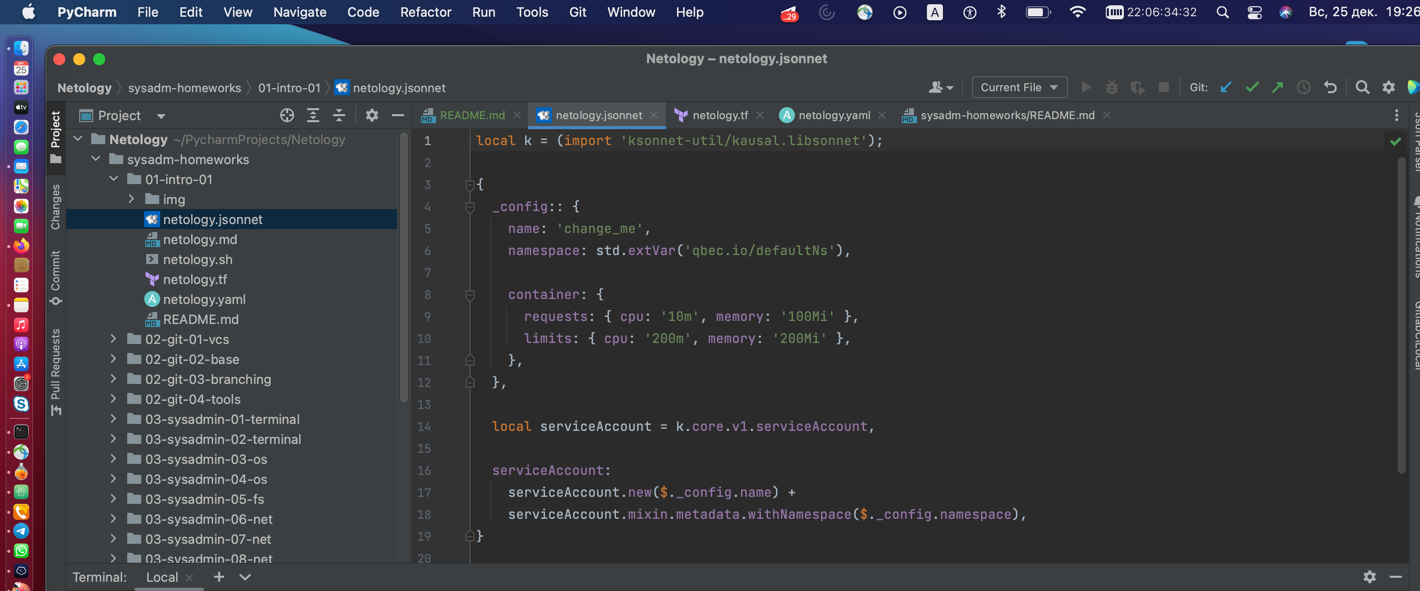 PyCharm File Edit View Navigate Code Refactor Run Tools Git Window Help ..29 A 22:06:34:32 Вс, 25 дек. 19:26
Netology – netology.jsonnet
Netology sysadm-homeworks 01-intro-01 netology.jsonnet Current File Git:
Project
README.md netology.jsonnet netology.tf netology.yaml sysadm-homeworks/README.md
Project
Changes
Commit
Pull Requests
Netology ~/PycharmProjects/Netology
sysadm-homeworks
01-intro-01
img
netology.jsonnet
netology.md
netology.sh
netology.tf
netology.yaml
README.md
02-git-01-vcs
02-git-02-base
02-git-03-branching
02-git-04-tools
03-sysadmin-01-terminal
03-sysadmin-02-terminal
03-sysadmin-03-os
03-sysadmin-04-os
03-sysadmin-05-fs
03-sysadmin-06-net
03-sysadmin-07-net
03-sysadmin-08-net
1 local k = (import 'ksonnet-util/kausal.libsonnet');
2
3 {
4 _config:: {
5 name: 'change_me',
6 namespace: std.extVar('qbec.io/defaultNs'),
7
8 container: {
9 requests: { cpu: '10m', memory: '100Mi' },
10 limits: { cpu: '200m', memory: '200Mi' },
11 },
12 },
13
14 local serviceAccount = k.core.v1.serviceAccount,
15
16 serviceAccount:
17 serviceAccount.new($._config.name) +
18 serviceAccount.mixin.metadata.withNamespace($._config.namespace),
19 }
20
Notifications
Terminal: Local